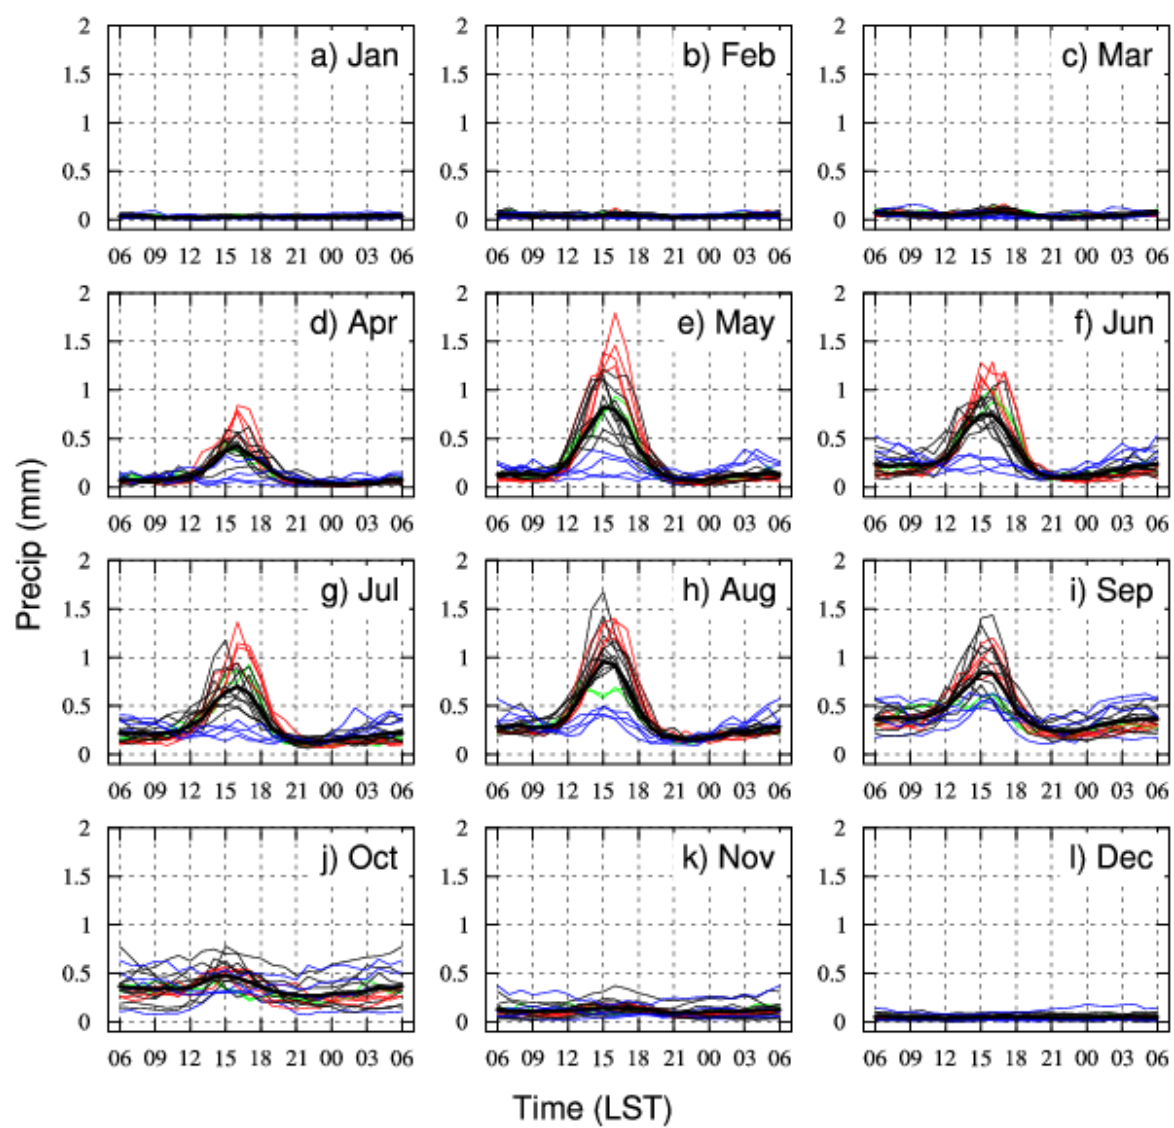 2 2 2
a) Jan b) Feb c) Mar
1.5 1.5 1.5
1 1 1
0.5 0.5 0.5
0 0 0
06 09 12 15 18 21 00 03 06 06 09 12 15 18 21 00 03 06 06 09 12 15 18 21 00 03 06
2 2 2
d) Apr e) May f) Jun
1.5 1.5 1.5
1 1 1
0.5 0.5 0.5
0 0 0
06 09 12 15 18 21 00 03 06 06 09 12 15 18 21 00 03 06 06 09 12 15 18 21 00 03 06
Precip (mm)
2 2 2
g) Jul h) Aug i) Sep
1.5 1.5 1.5
1 1 1
0.5 0.5 0.5
0 0 0
06 09 12 15 18 21 00 03 06 06 09 12 15 18 21 00 03 06 06 09 12 15 18 21 00 03 06
2 2 2
j) Oct k) Nov l) Dec
1.5 1.5 1.5
1 1 1
0.5 0.5 0.5
0 0 0
06 09 12 15 18 21 00 03 06 06 09 12 15 18 21 00 03 06 06 09 12 15 18 21 00 03 06
Time (LST)